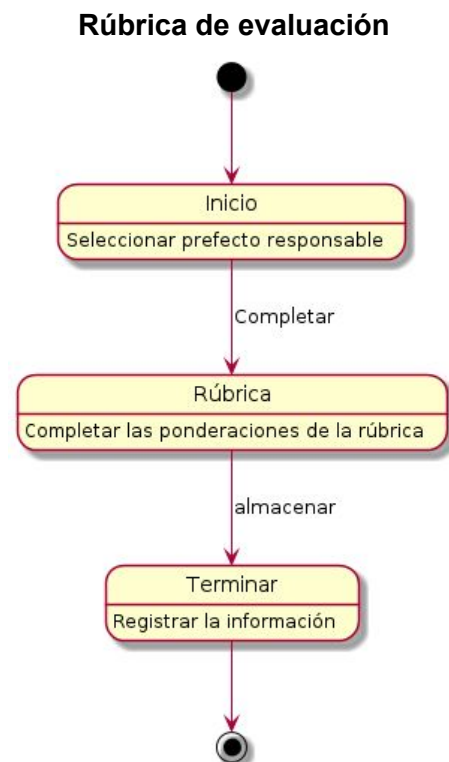 Rúbrica de evaluación
Inicio
Seleccionar prefecto responsable
Completar
Rúbrica
Completar las ponderaciones de la rúbrica
almacenar
Terminar
Registrar la información